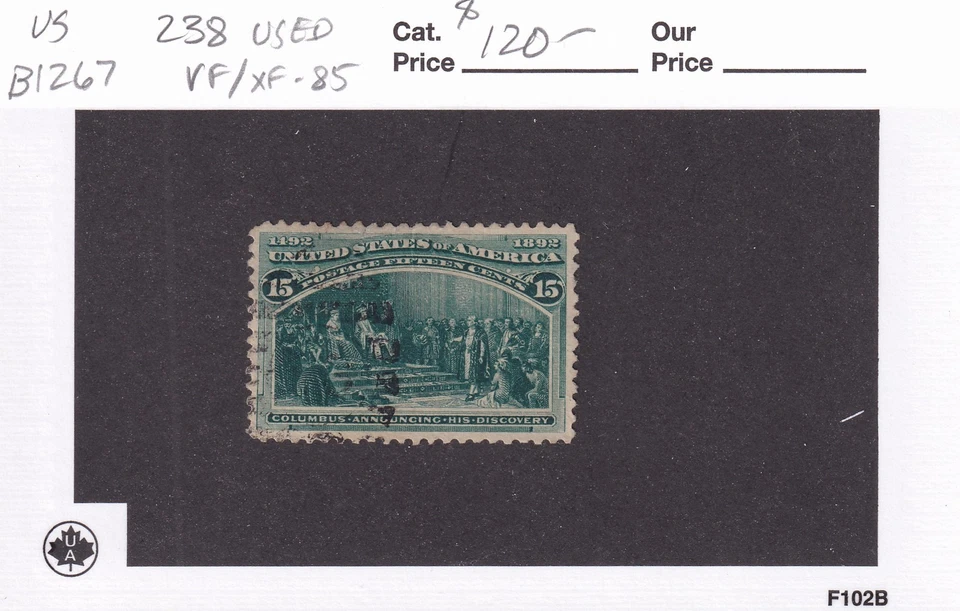 US 238 USED Cat. Price $120- Our Price
B1267 VF/XF-85
1492 1892
UNITED STATES OF AMERICA
POSTAGE FIFTEEN CENTS
15 15
COLUMBUS·ANNOUNCING·HIS·DISCOVERY
UAI
F102B